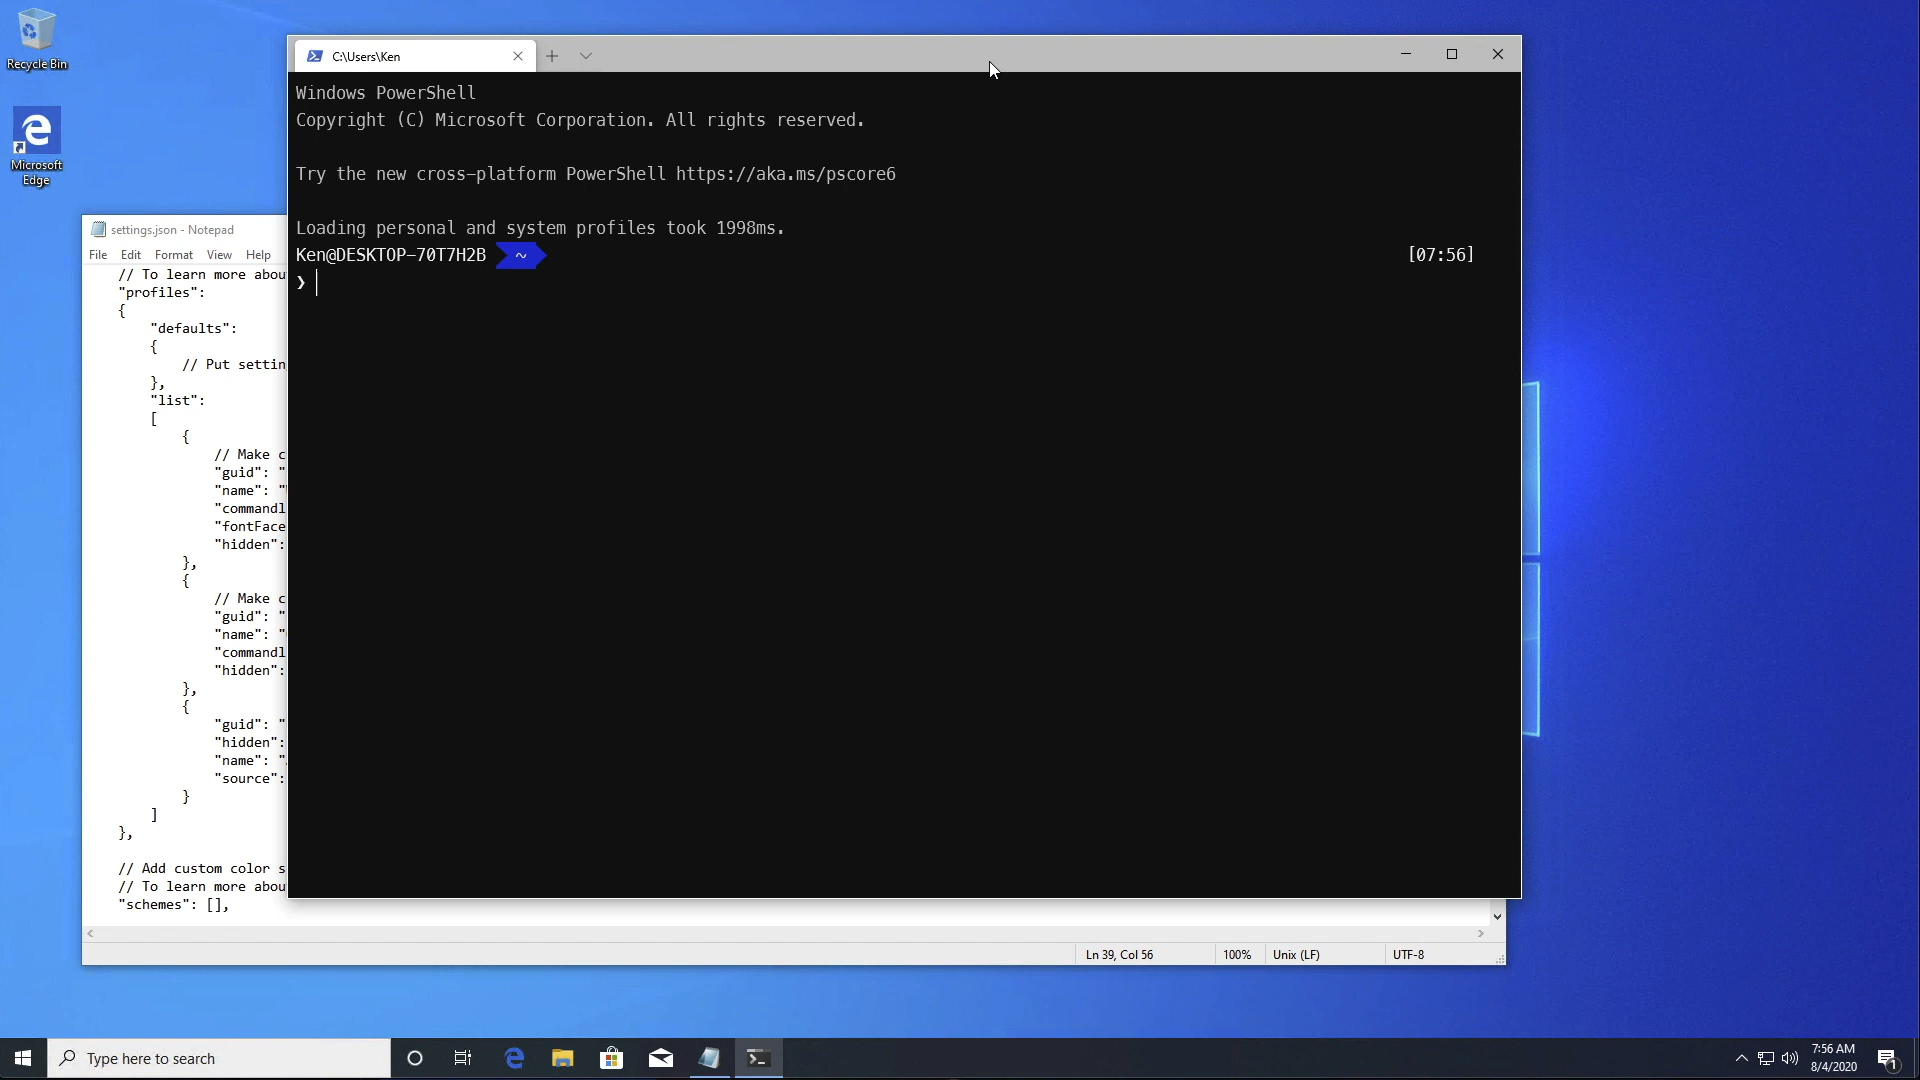 Recycle Bin
Microsoft
Edge
C:\Users\Ken
Windows PowerShell
Copyright (C) Microsoft Corporation. All rights reserved.
Try the new cross-platform PowerShell https://aka.ms/pscore6
Loading personal and system profiles took 1998ms.
Ken@DESKTOP-70T7H2B ~ [07:56]
❯
settings.json - Notepad
File Edit Format View Help
// To learn more abou
"profiles":
{
"defaults":
{
// Put settin
},
"list":
[
{
// Make c
"guid": "
"name": "
"commandl
"fontFace
"hidden":
},
{
// Make c
"guid": "
"name": "
"commandl
"hidden":
},
{
"guid": "
"hidden":
"name": "
"source":
}
]
},
// Add custom color s
// To learn more abou
"schemes": [],
Ln 39, Col 56 100% Unix (LF) UTF-8
Type here to search
7:56 AM
8/4/2020
1